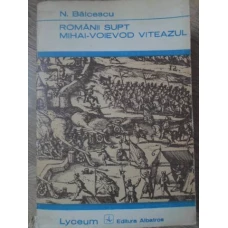 N. Bălcescu
ROMÂNII SUPT
MIHAI-VOIEVOD VITEAZUL
Lyceum Editura Albatros